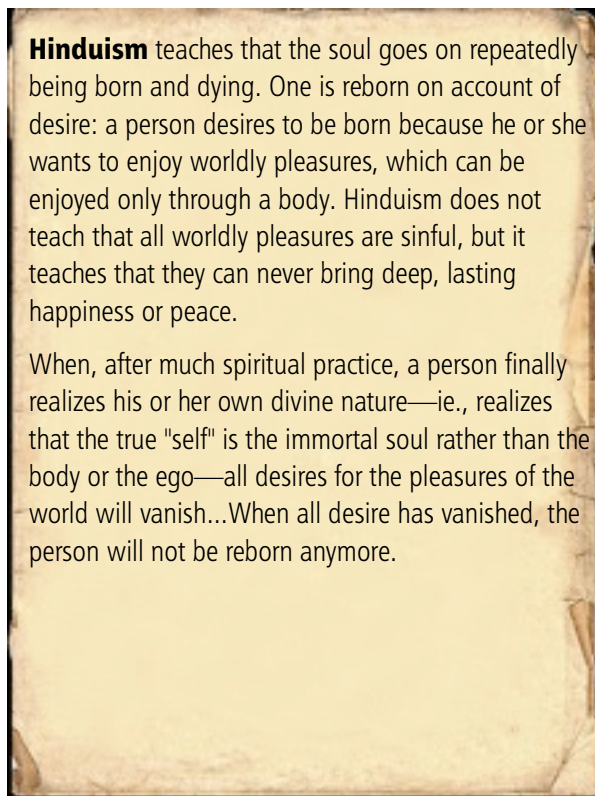 Hinduism teaches that the soul goes on repeatedly
being born and dying. One is reborn on account of
desire: a person desires to be born because he or she
wants to enjoy worldly pleasures, which can be
enjoyed only through a body. Hinduism does not
teach that all worldly pleasures are sinful, but it
teaches that they can never bring deep, lasting
happiness or peace.
When, after much spiritual practice, a person finally
realizes his or her own divine nature—ie., realizes
that the true "self" is the immortal soul rather than the
body or the ego—all desires for the pleasures of the
world will vanish...When all desire has vanished, the
person will not be reborn anymore.